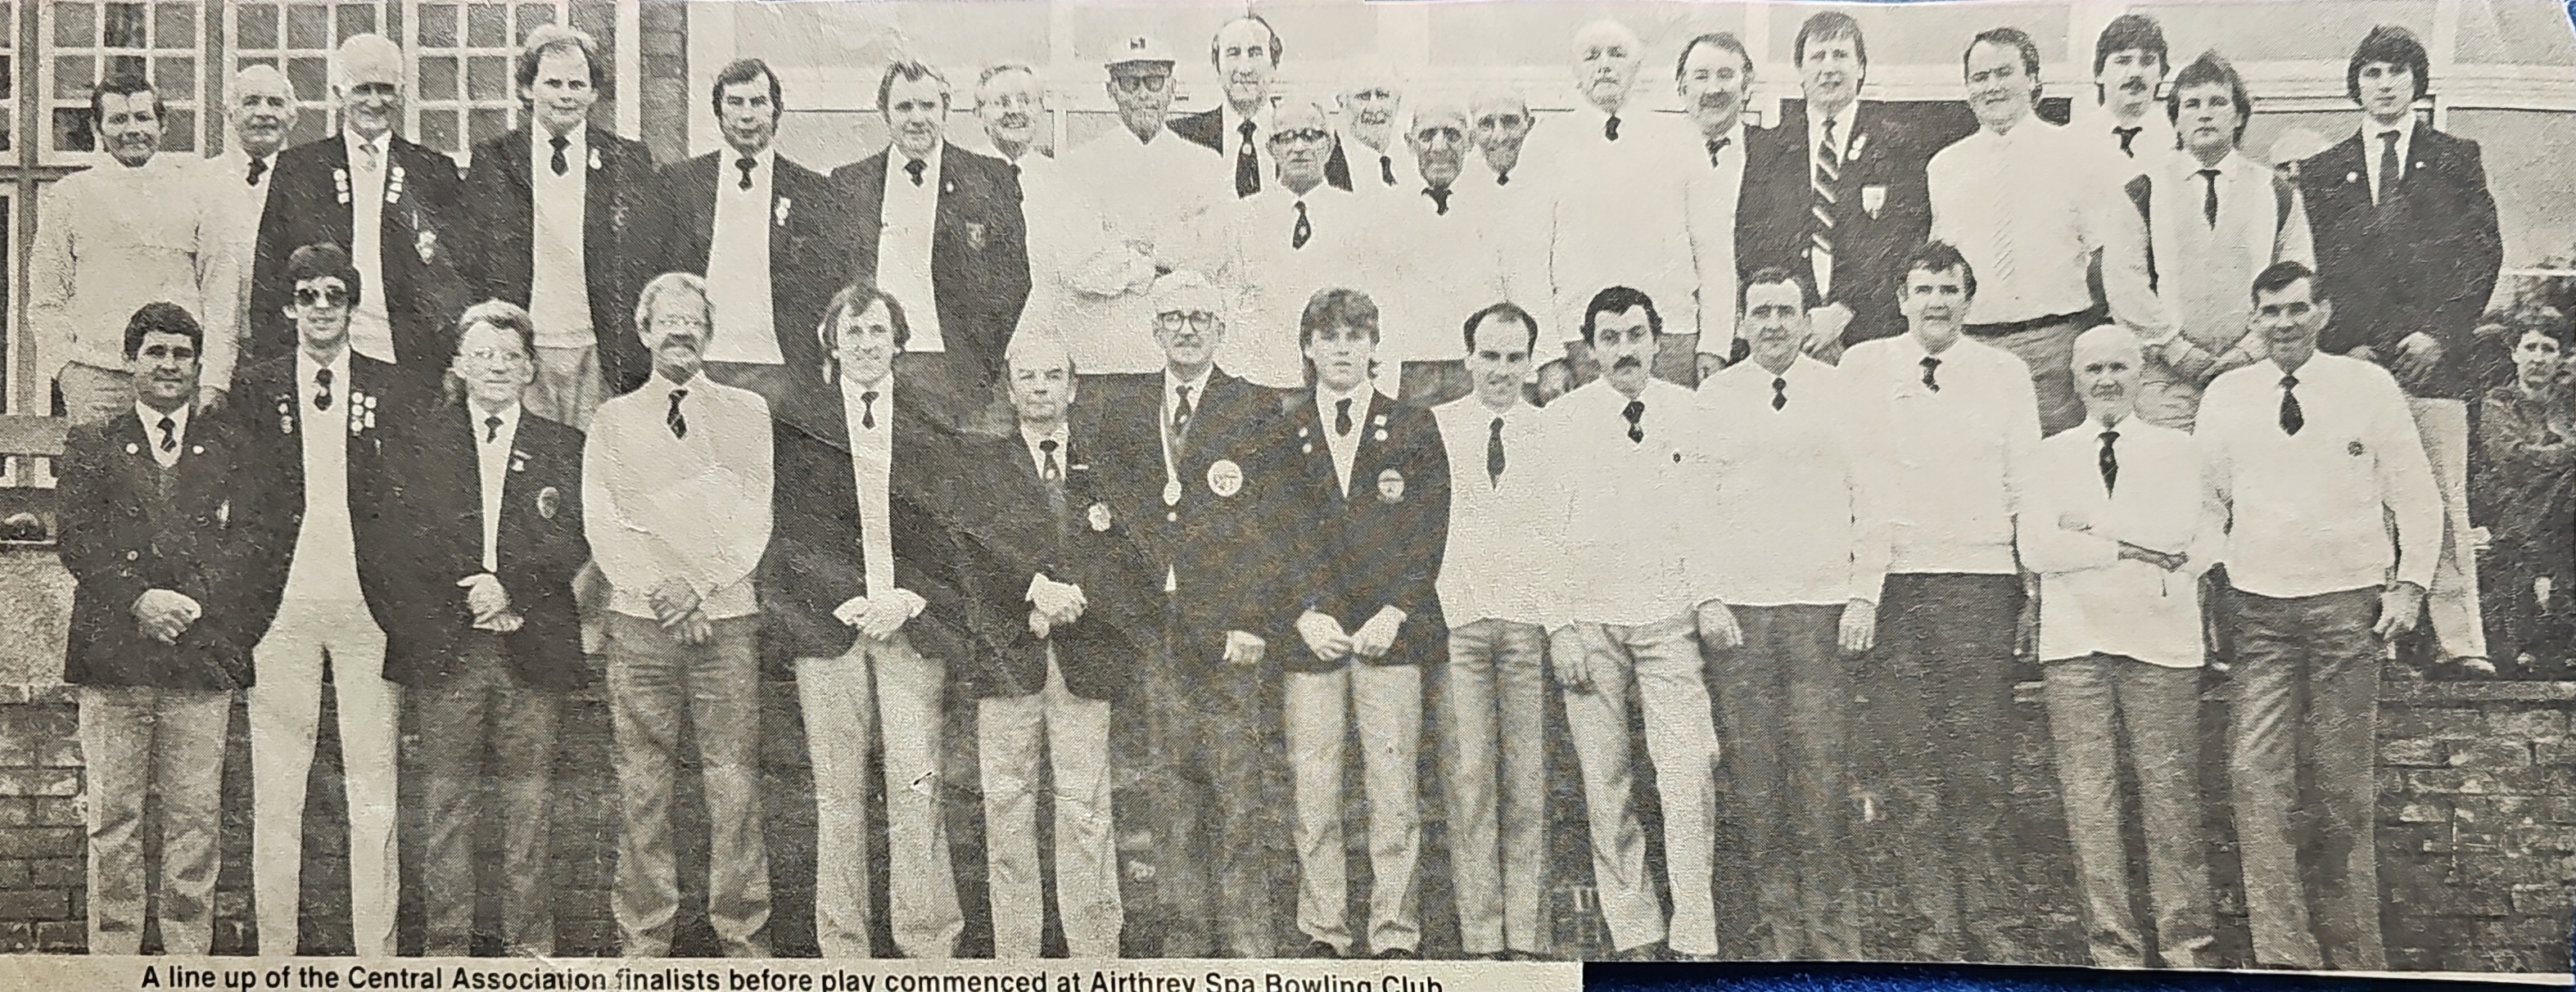 A line up of the Central Association finalists before play commenced at Airthrey Spa Bowling Club